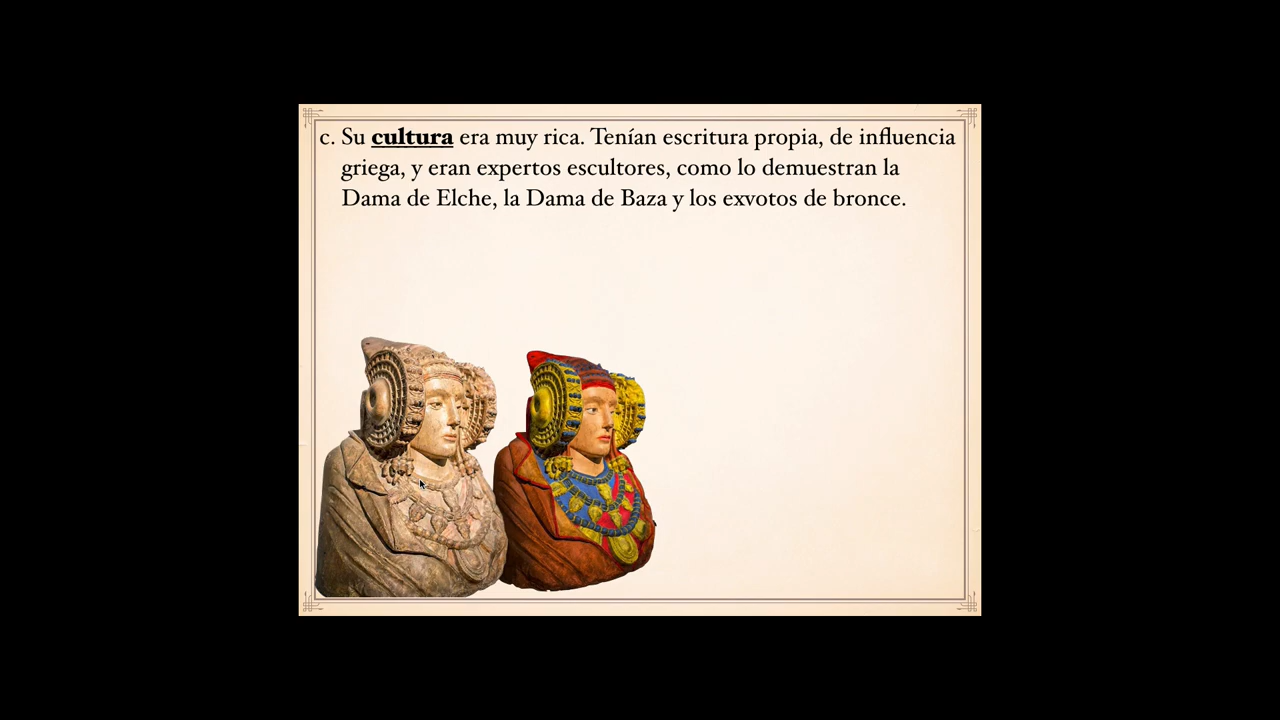 c. Su cultura era muy rica. Tenían escritura propia, de influencia
griega, y eran expertos escultores, como lo demuestran la
Dama de Elche, la Dama de Baza y los exvotos de bronce.